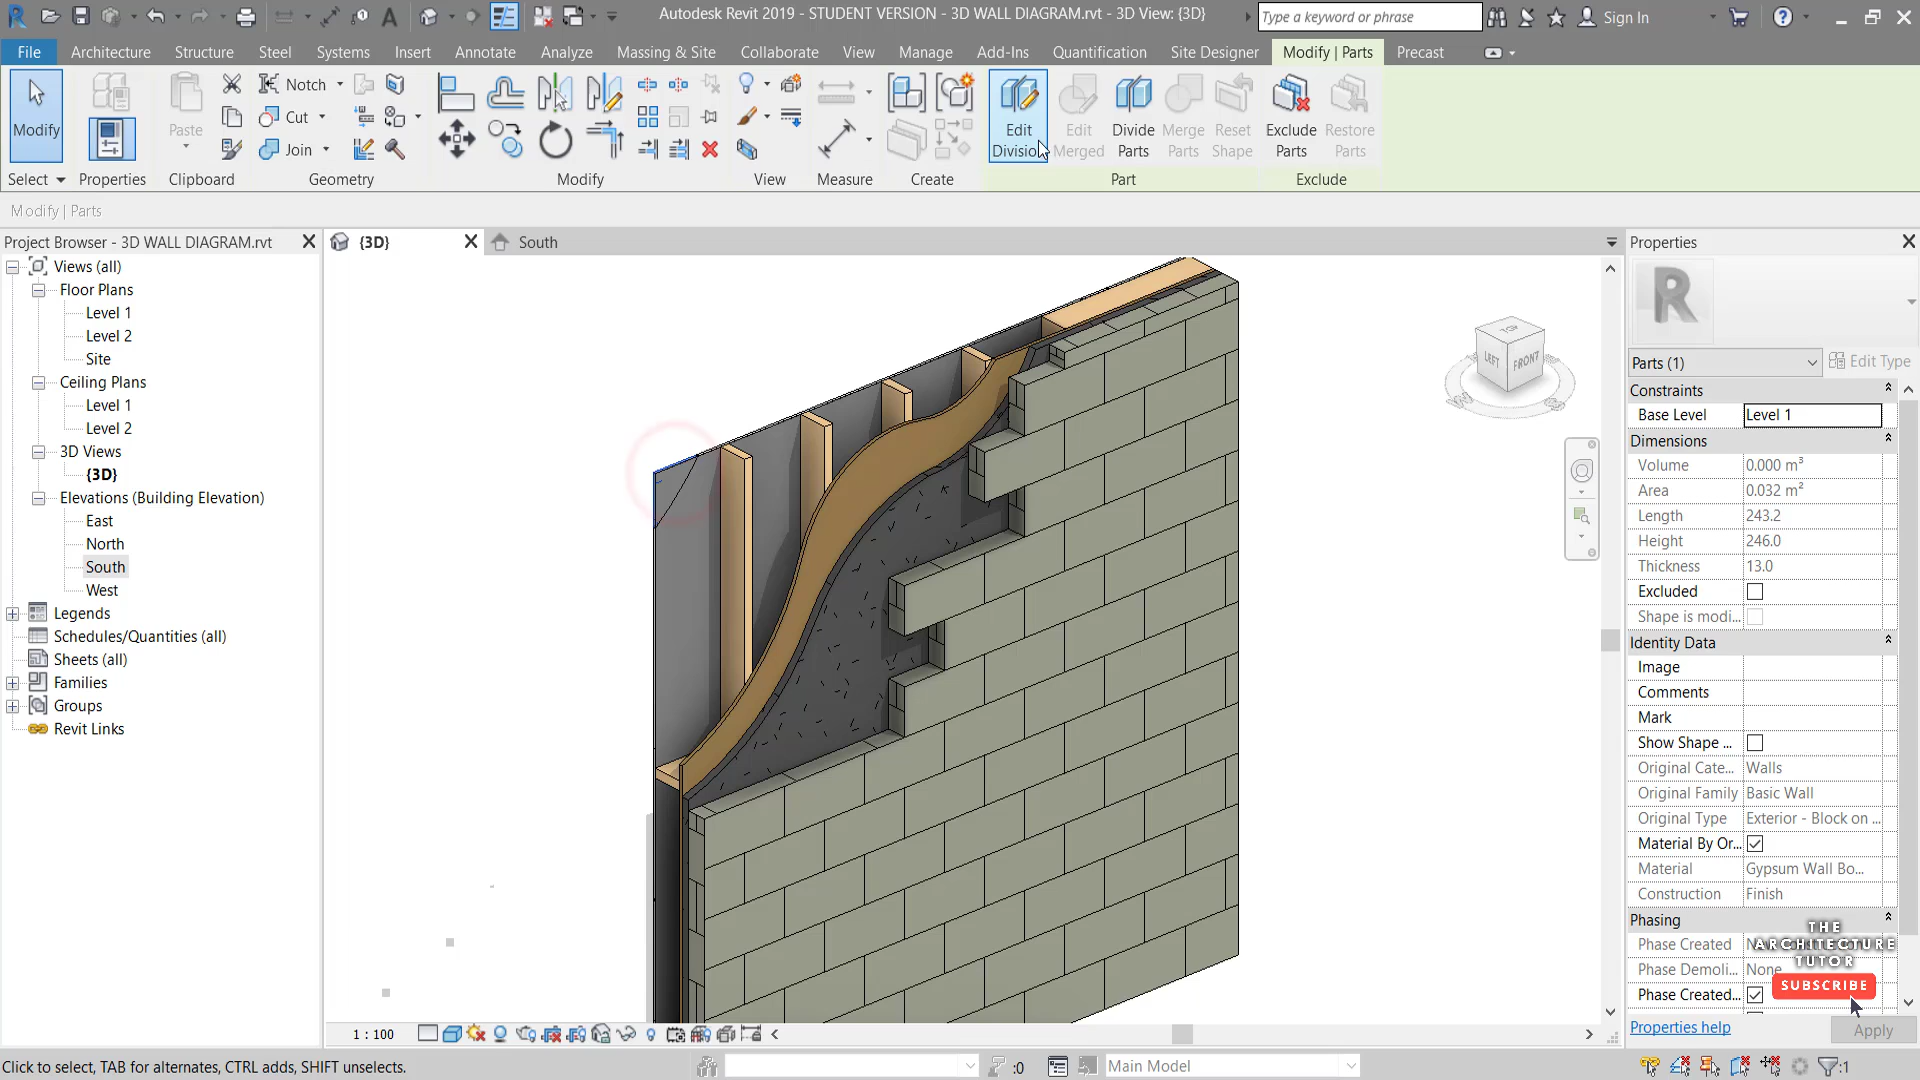 Autodesk Revit 2019 - STUDENT VERSION - 3D WALL DIAGRAM.rvt - 3D View: {3D}
Type a keyword or phrase
Sign In
File
Architecture
Structure
Steel
Systems
Insert
Annotate
Analyze
Massing & Site
Collaborate
View
Manage
Add-Ins
Quantification
Site Designer
Modify | Parts
Precast
Modify
Paste
Notch
Cut
Join
Edit Division
Edit Merged
Divide Parts
Merge Parts
Reset Shape
Exclude Parts
Restore Parts
Select
Properties
Clipboard
Geometry
Modify
View
Measure
Create
Part
Exclude
Modify | Parts
Project Browser - 3D WALL DIAGRAM.rvt
Views (all)
Floor Plans
Level 1
Level 2
Site
Ceiling Plans
Level 1
Level 2
3D Views
{3D}
Elevations (Building Elevation)
East
North
South
West
Legends
Schedules/Quantities (all)
Sheets (all)
Families
Groups
Revit Links
{3D}
South
TOP
LEFT
FRONT
1 : 100
Properties
Parts (1)
Edit Type
Constraints
Base Level
Level 1
Dimensions
Volume
0.000 m³
Area
0.032 m²
Length
243.2
Height
246.0
Thickness
13.0
Excluded
Shape is modi...
Identity Data
Image
Comments
Mark
Show Shape ...
Original Cate...
Walls
Original Family
Basic Wall
Original Type
Exterior - Block on ...
Material By Or...
Material
Gypsum Wall Bo...
Construction
Finish
Phasing
Phase Created
Phase Demoli...
None
Phase Created...
THE
ARCHITECTURE
TUTOR
SUBSCRIBE
Properties help
Apply
Click to select, TAB for alternates, CTRL adds, SHIFT unselects.
:0
Main Model
:1